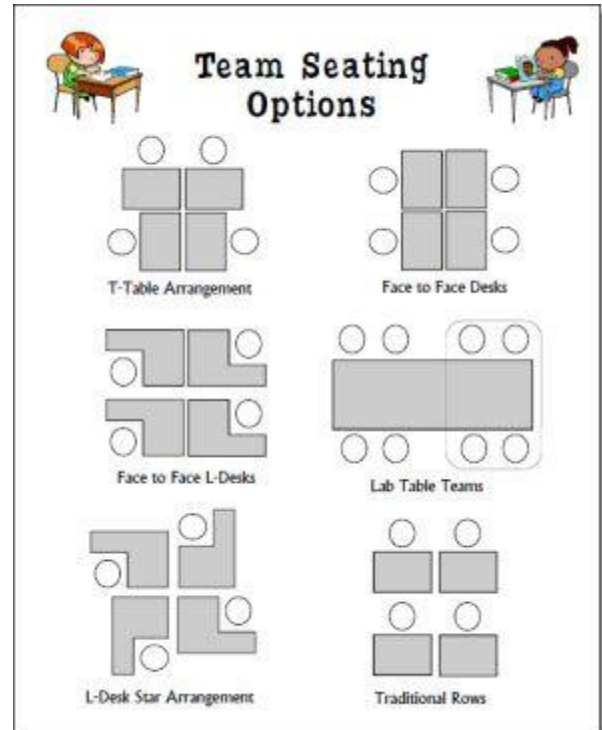 Team Seating
Options
T-Table Arrangement
Face to Face Desks
Face to Face L-Desks
Lab Table Teams
L-Desk Star Arrangement
Traditional Rows